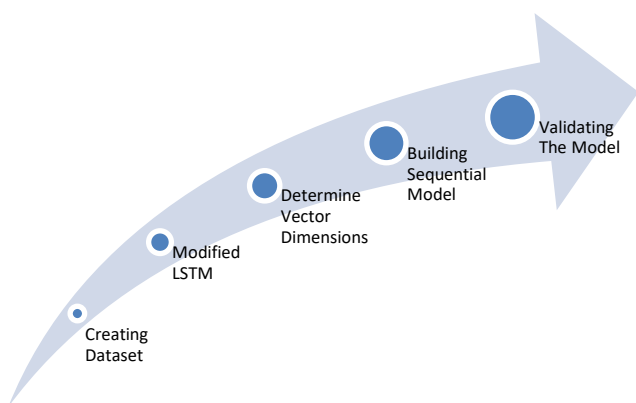 Creating
Dataset
Modified
LSTM
Determine
Vector
Dimensions
Building
Sequential
Model
Validating
The Model